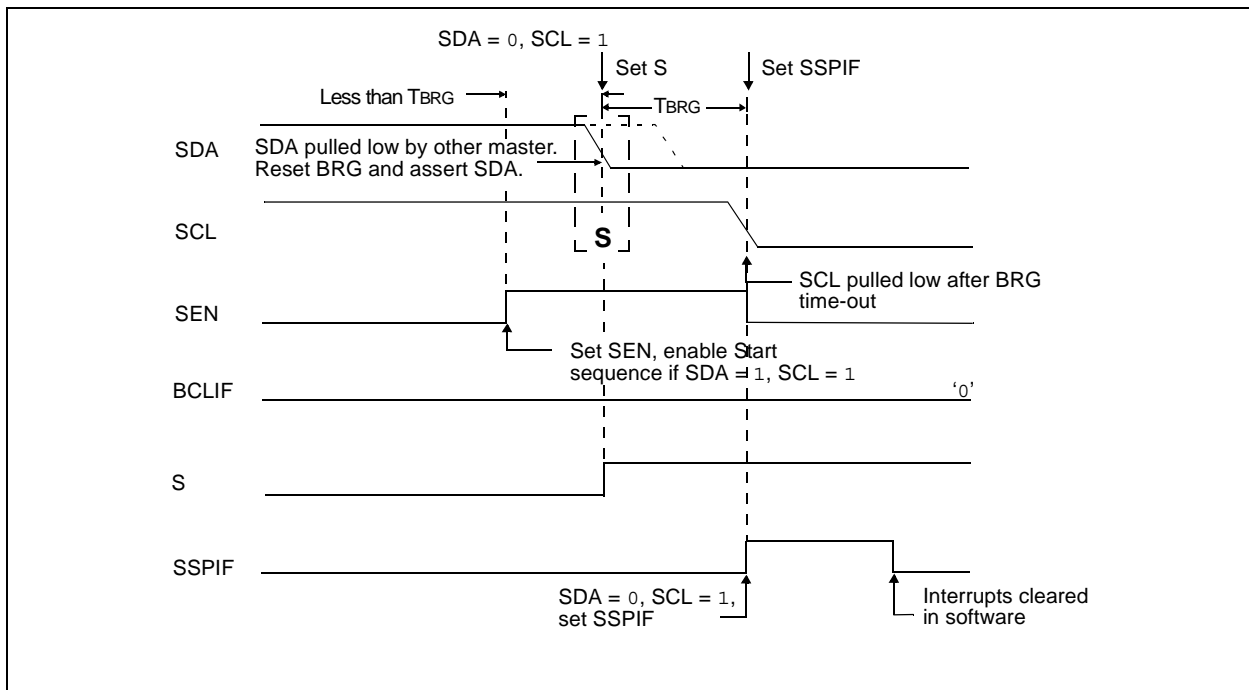 SDA = 0, SCL = 1
Set S
Set SSPIF
Less than TBRG
TBRG
SDA
SDA pulled low by other master.
Reset BRG and assert SDA.
SCL
S
SCL pulled low after BRG
time-out
SEN
Set SEN, enable Start
sequence if SDA = 1, SCL = 1
BCLIF
‘0’
S
SSPIF
SDA = 0, SCL = 1,
set SSPIF
Interrupts cleared
in software